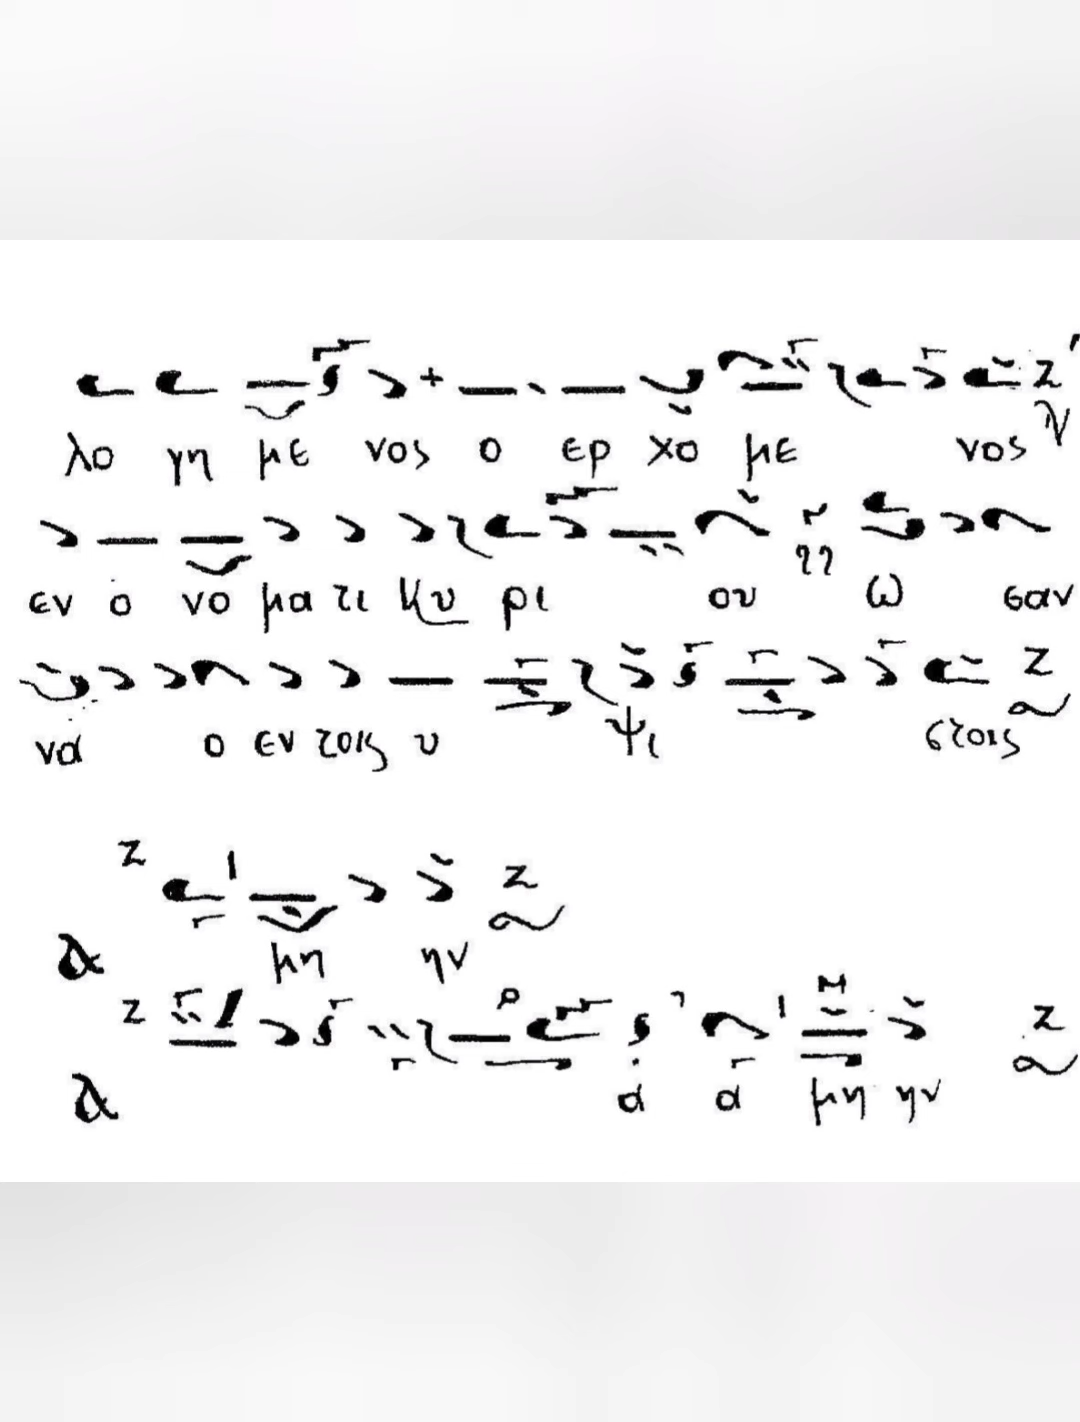 λο γη με νος ο ερ χο με νος
εν ο νο μα τι Κυ ρι ου ω σαν
να ο εν τοις υ ψι στοις
α μη ην
α α α μη ην